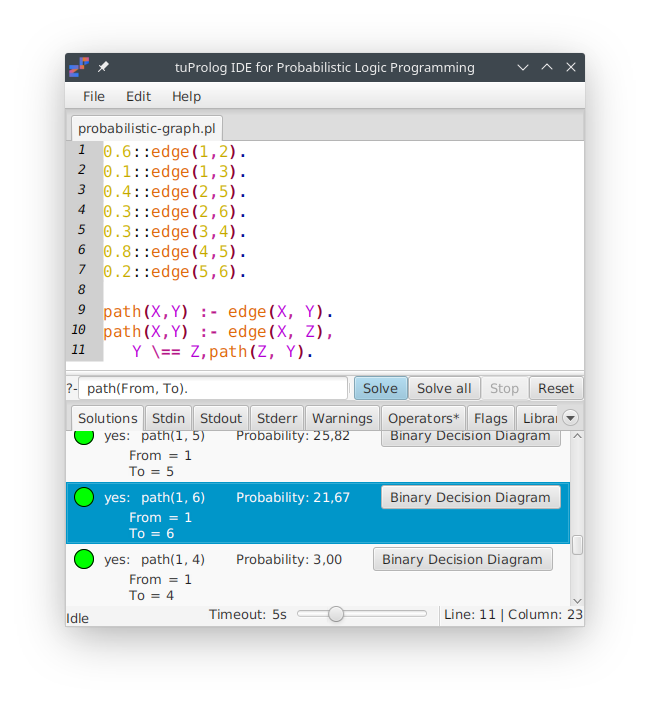 tuProlog IDE for Probabilistic Logic Programming
File Edit Help
probabilistic-graph.pl
1 0.6::edge(1,2).
2 0.1::edge(1,3).
3 0.4::edge(2,5).
4 0.3::edge(2,6).
5 0.3::edge(3,4).
6 0.8::edge(4,5).
7 0.2::edge(5,6).
8
9 path(X,Y) :- edge(X, Y).
10 path(X,Y) :- edge(X, Z),
11 Y \== Z,path(Z, Y).
?- path(From, To). Solve Solve all Stop Reset
Solutions Stdin Stdout Stderr Warnings Operators* Flags Librar
yes: path(1, 5) Probability: 25,82 Binary Decision Diagram
From = 1
To = 5
yes: path(1, 6) Probability: 21,67 Binary Decision Diagram
From = 1
To = 6
yes: path(1, 4) Probability: 3,00 Binary Decision Diagram
From = 1
To = 4
Idle Timeout: 5s Line: 11 | Column: 23